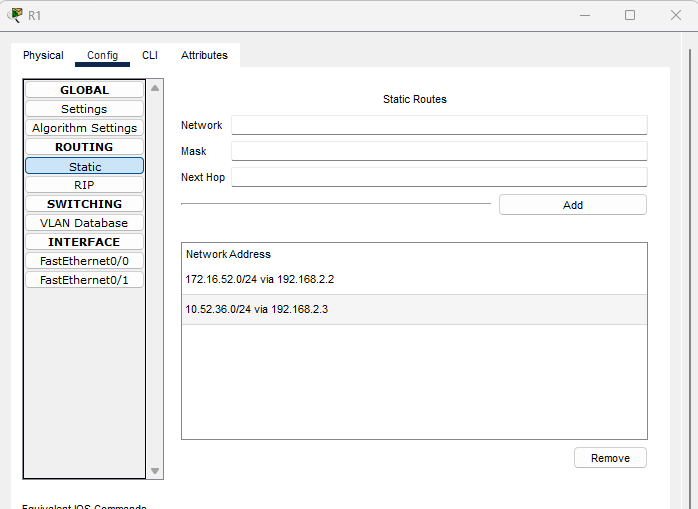 R1
Physical Config CLI Attributes
GLOBAL
Settings
Algorithm Settings
ROUTING
Static
RIP
SWITCHING
VLAN Database
INTERFACE
FastEthernet0/0
FastEthernet0/1
Static Routes
Network
Mask
Next Hop
Add
Network Address
172.16.52.0/24 via 192.168.2.2
10.52.36.0/24 via 192.168.2.3
Remove
Equivalent IOS Commands